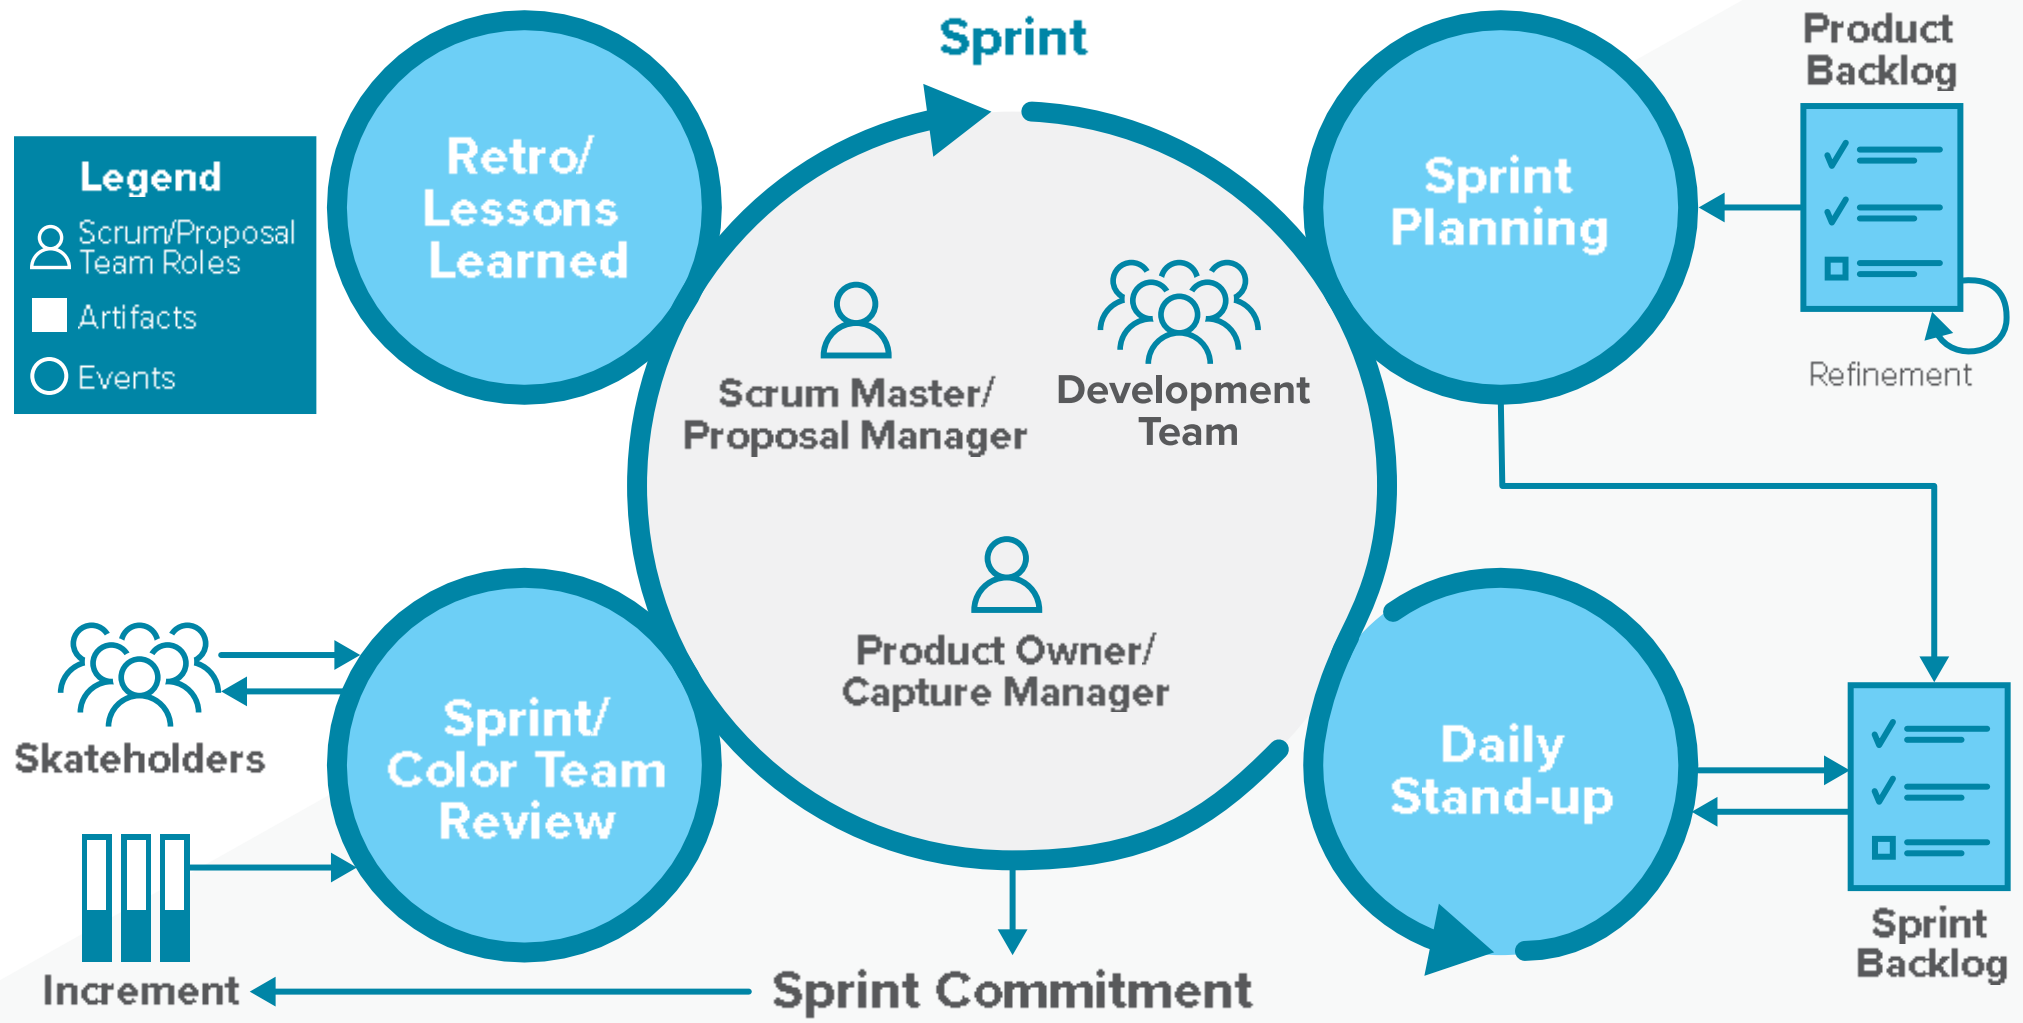 Sprint
Product
Backlog
Retro/
Lessons
Learned
Sprint
Planning
Legend
Scrum/Proposal
Team Roles
Artifacts
Events
Refinement
Scrum Master/
Proposal Manager
Development
Team
Product Owner/
Capture Manager
Skateholders
Sprint/
Color Team
Review
Daily
Stand-up
Sprint
Backlog
Increment
Sprint Commitment